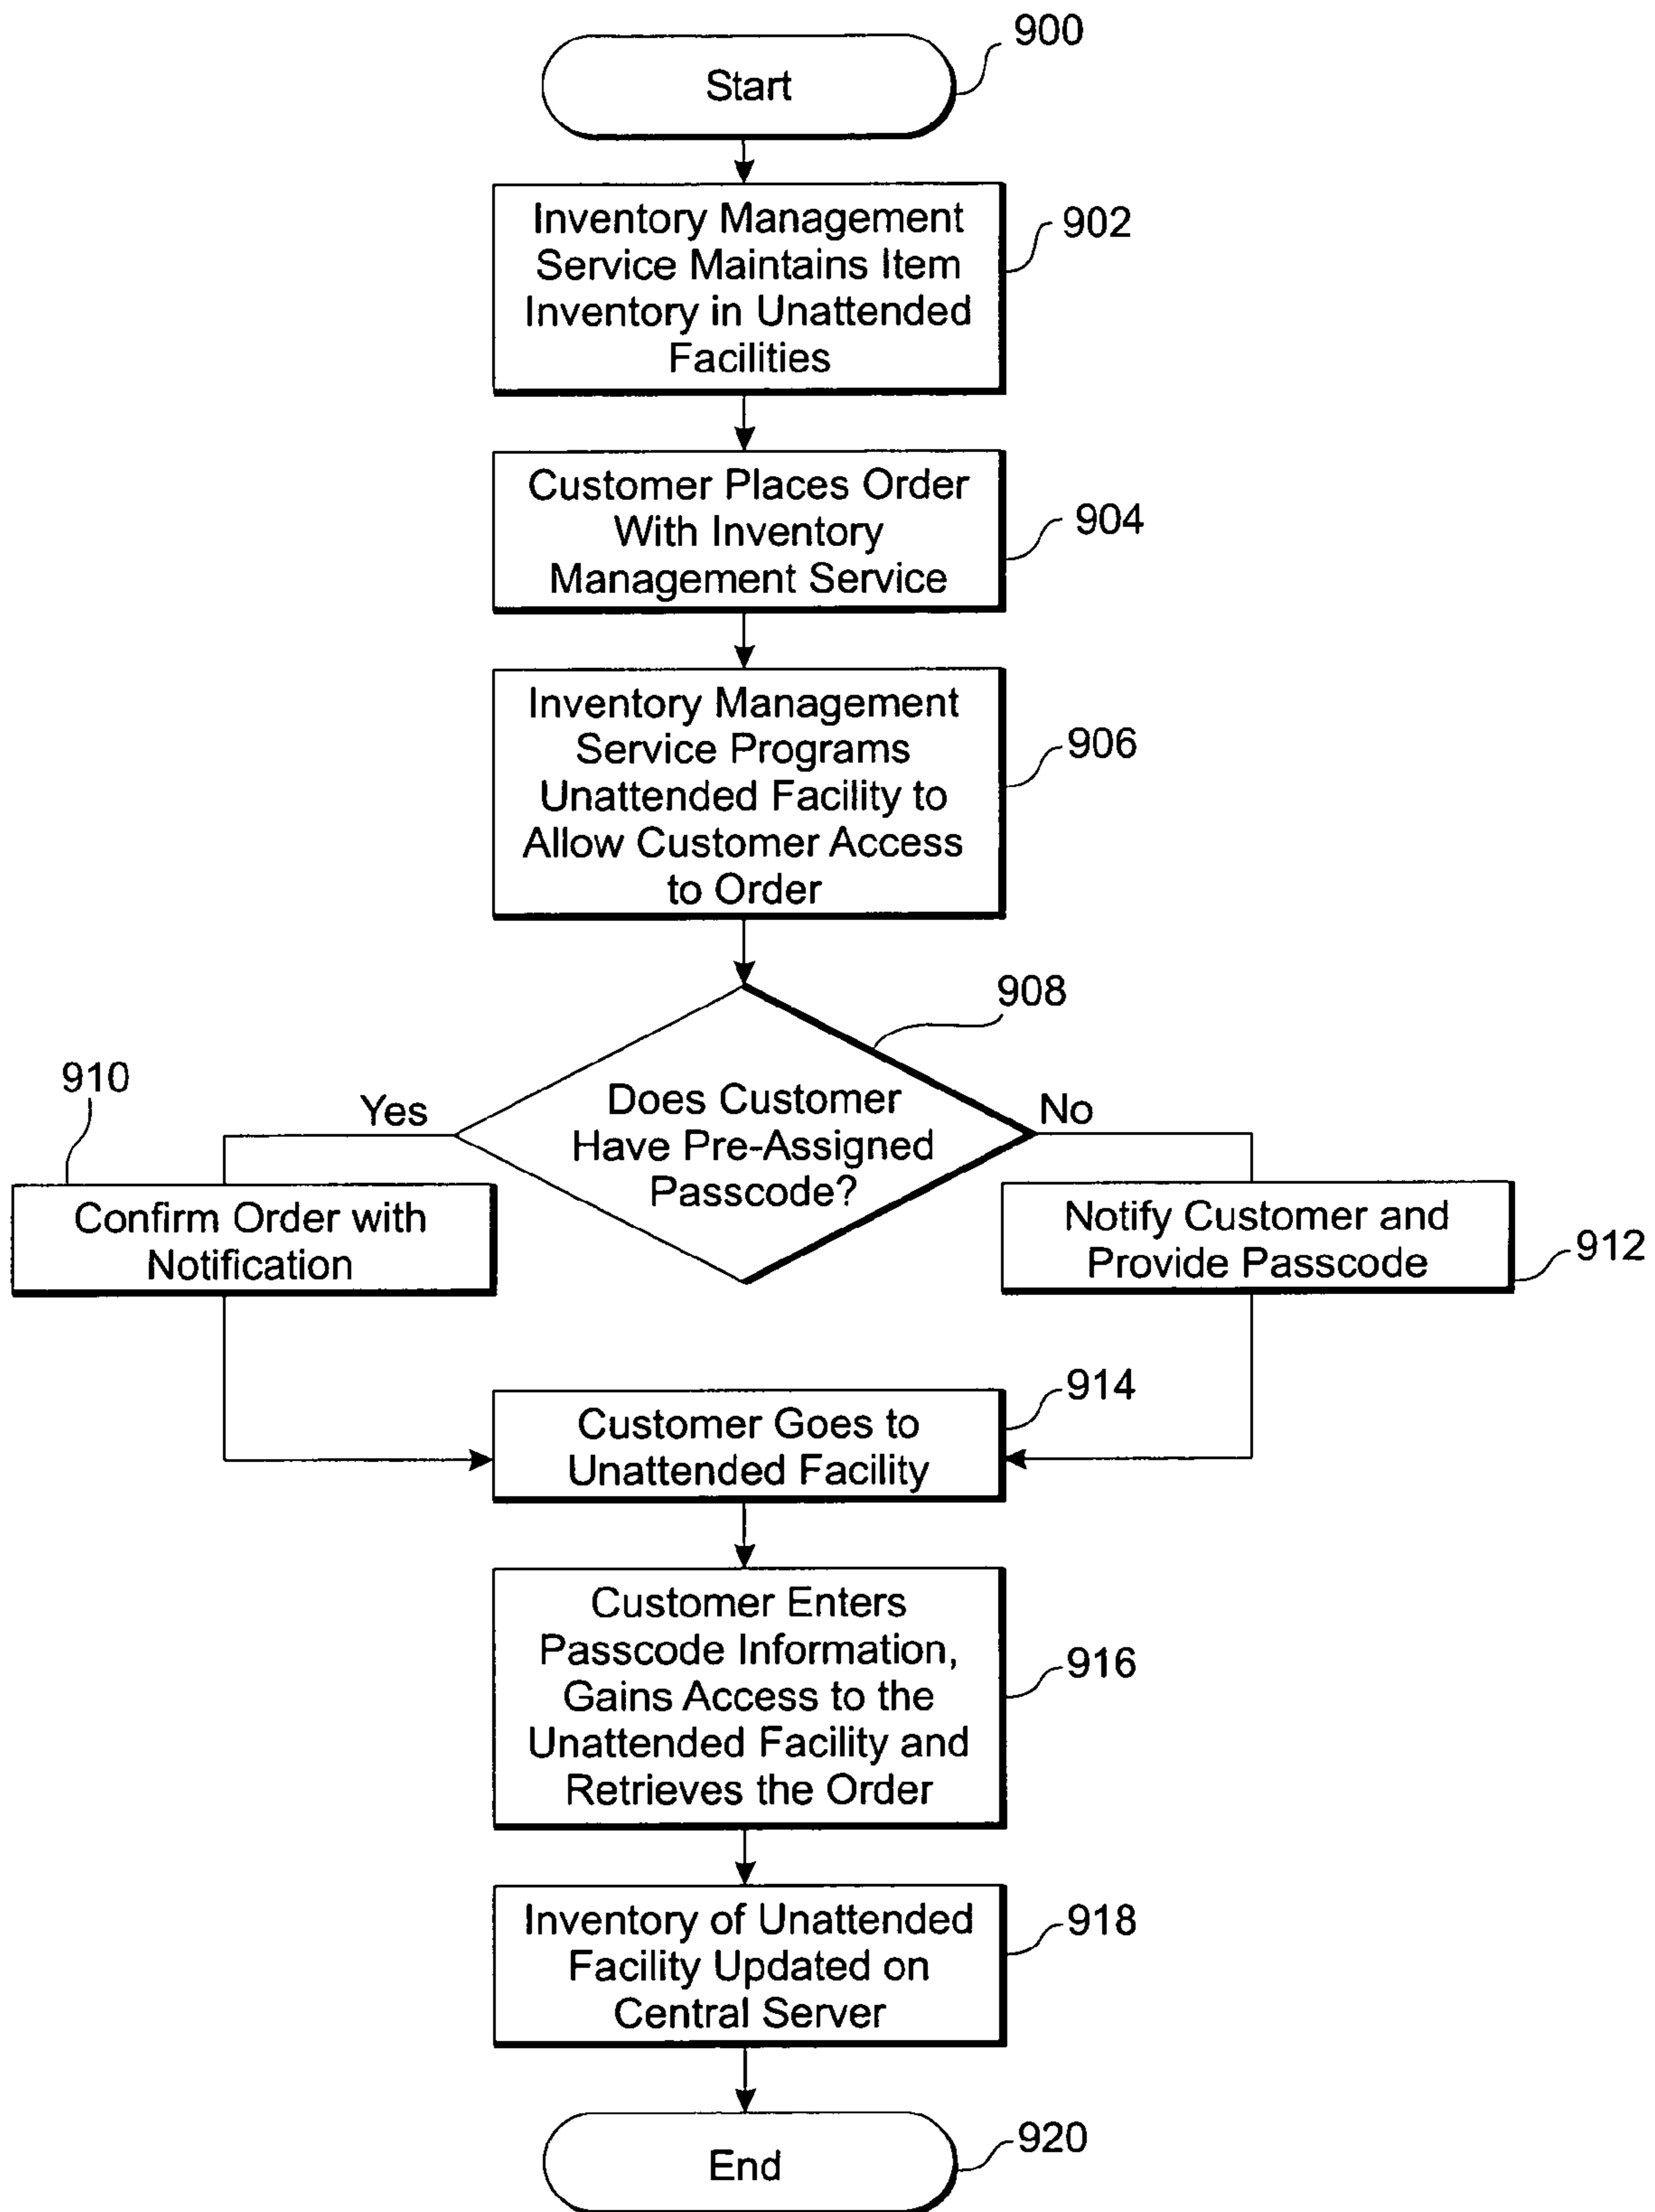 900
Start
Inventory Management
Service Maintains Item
Inventory in Unattended
Facilities
902
Customer Places Order
With Inventory
Management Service
904
Inventory Management
Service Programs
Unattended Facility to
Allow Customer Access
to Order
906
908
Does Customer
Have Pre-Assigned
Passcode?
Yes
No
910
Confirm Order with
Notification
Notify Customer and
Provide Passcode
912
914
Customer Goes to
Unattended Facility
Customer Enters
Passcode Information,
Gains Access to the
Unattended Facility and
Retrieves the Order
916
Inventory of Unattended
Facility Updated on
Central Server
918
End
920